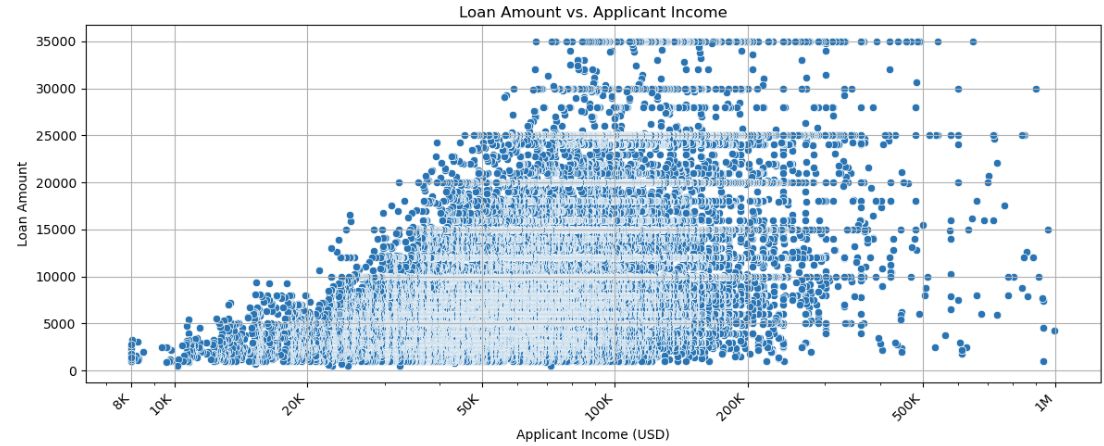 Loan Amount vs. Applicant Income
Loan Amount
35000
30000
25000
20000
15000
10000
5000
0
8K
10K
20K
50K
100K
200K
500K
1M
Applicant Income (USD)